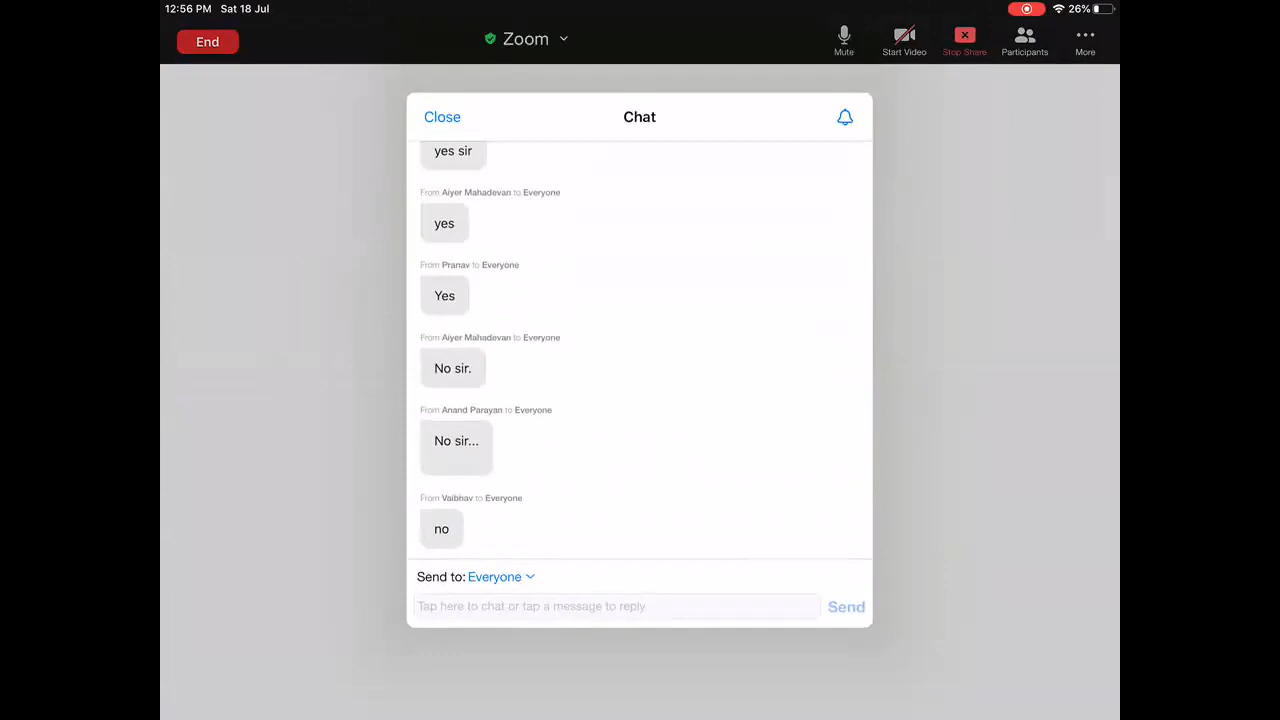 12:56 PM Sat 18 Jul
26%
End
Zoom
Mute
Start Video
Stop Share
Participants
More
Close
Chat
yes sir
From Aiyer Mahadevan to Everyone
yes
From Pranav to Everyone
Yes
From Aiyer Mahadevan to Everyone
No sir.
From Anand Parayan to Everyone
No sir...
From Vaibhav to Everyone
no
Send to: Everyone
Tap here to chat or tap a message to reply
Send